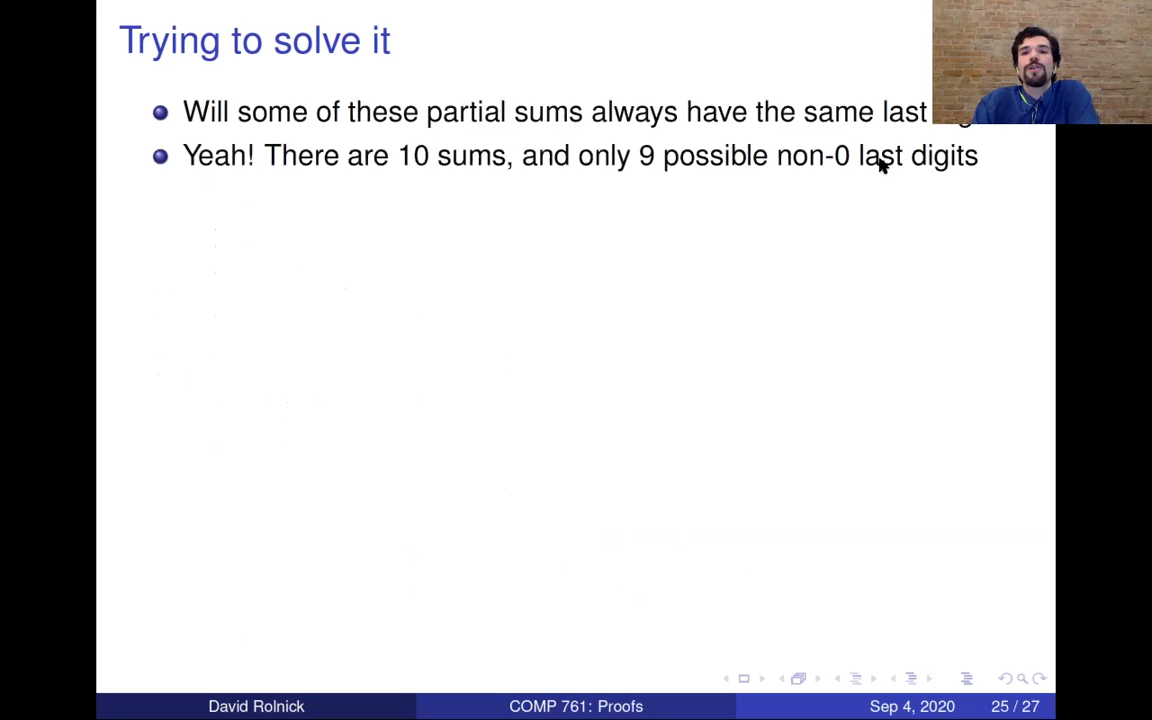 Trying to solve it
Will some of these partial sums always have the same last
Yeah! There are 10 sums, and only 9 possible non-0 last digits
David Rolnick
COMP 761: Proofs
Sep 4, 2020
25 / 27